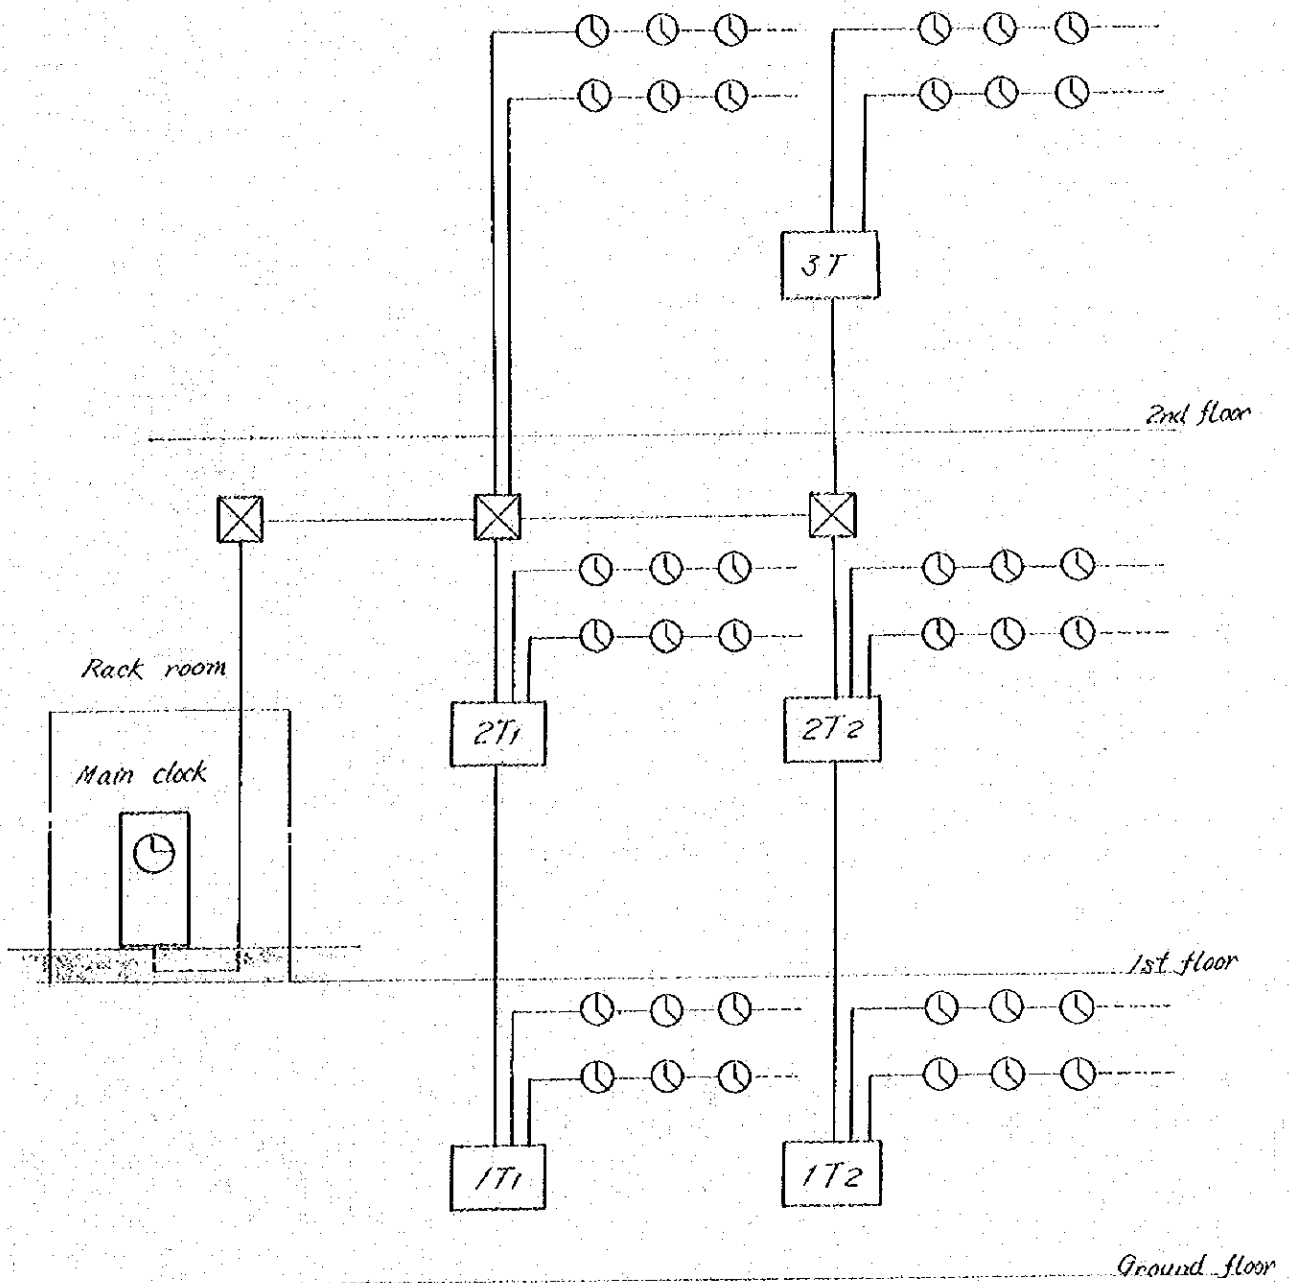 3T
2nd floor
Rack room
2T1
2T2
Main clock
1st floor
1T1
1T2
Ground floor